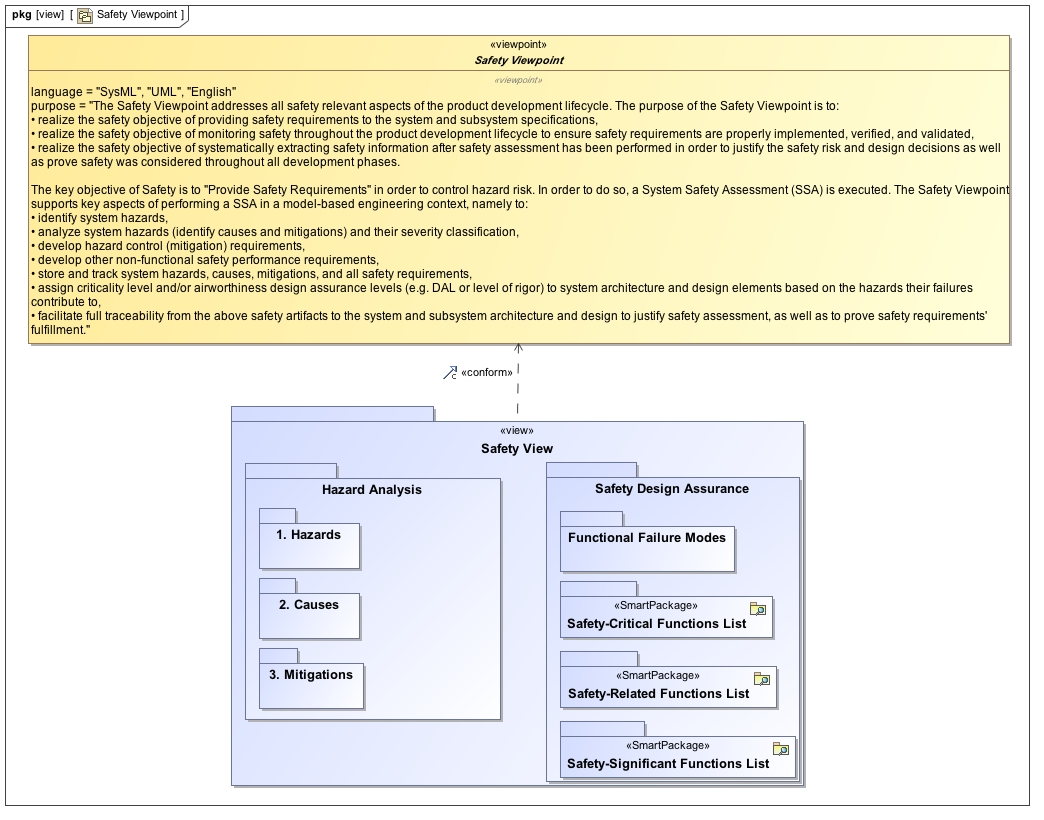 pkg [view] [ Safety Viewpoint ]
«viewpoint»
Safety Viewpoint
«viewpoint»
language = "SysML", "UML", "English"
purpose = "The Safety Viewpoint addresses all safety relevant aspects of the product development lifecycle. The purpose of the Safety Viewpoint is to:
• realize the safety objective of providing safety requirements to the system and subsystem specifications,
• realize the safety objective of monitoring safety throughout the product development lifecycle to ensure safety requirements are properly implemented, verified, and validated,
• realize the safety objective of systematically extracting safety information after safety assessment has been performed in order to justify the safety risk and design decisions as well
as prove safety was considered throughout all development phases.
The key objective of Safety is to "Provide Safety Requirements" in order to control hazard risk. In order to do so, a System Safety Assessment (SSA) is executed. The Safety Viewpoint
supports key aspects of performing a SSA in a model-based engineering context, namely to:
• identify system hazards,
• analyze system hazards (identify causes and mitigations) and their severity classification,
• develop hazard control (mitigation) requirements,
• develop other non-functional safety performance requirements,
• store and track system hazards, causes, mitigations, and all safety requirements,
• assign criticality level and/or airworthiness design assurance levels (e.g. DAL or level of rigor) to system architecture and design elements based on the hazards their failures
contribute to,
• facilitate full traceability from the above safety artifacts to the system and subsystem architecture and design to justify safety assessment, as well as to prove safety requirements'
fulfillment."
«conform»
«view»
Safety View
Hazard Analysis
1. Hazards
2. Causes
3. Mitigations
Safety Design Assurance
Functional Failure Modes
«SmartPackage»
Safety-Critical Functions List
«SmartPackage»
Safety-Related Functions List
«SmartPackage»
Safety-Significant Functions List